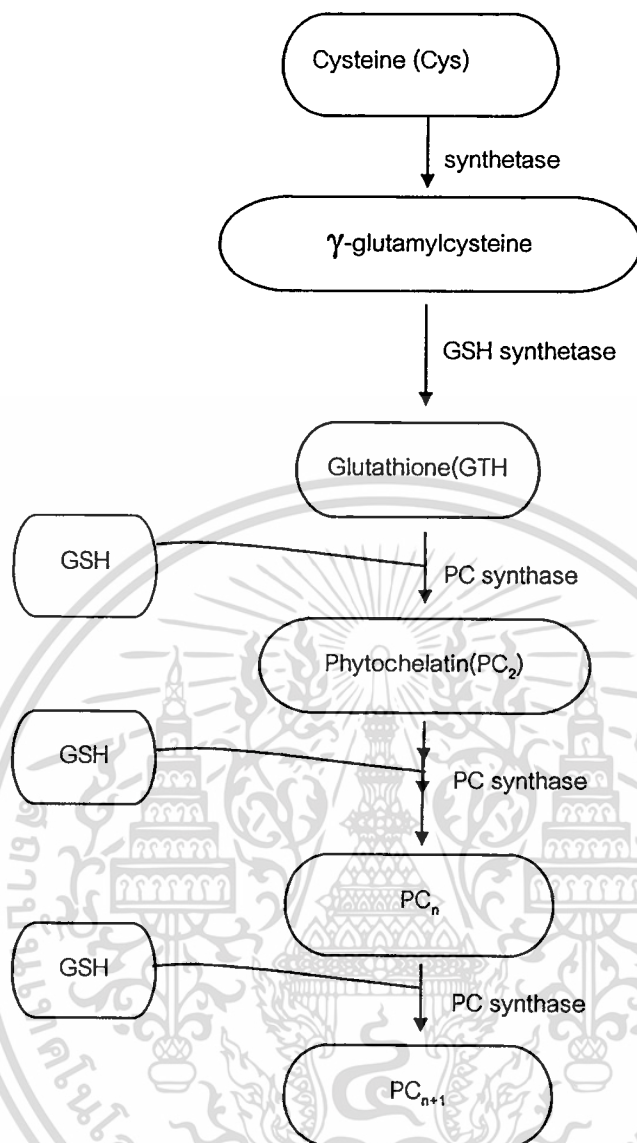 Cysteine (Cys)
synthetase
γ-glutamylcysteine
GSH synthetase
Glutathione(GTH
GSH
PC synthase
Phytochelatin(PC₂)
GSH
PC synthase
PCₙ
GSH
PC synthase
PCₙ₊₁